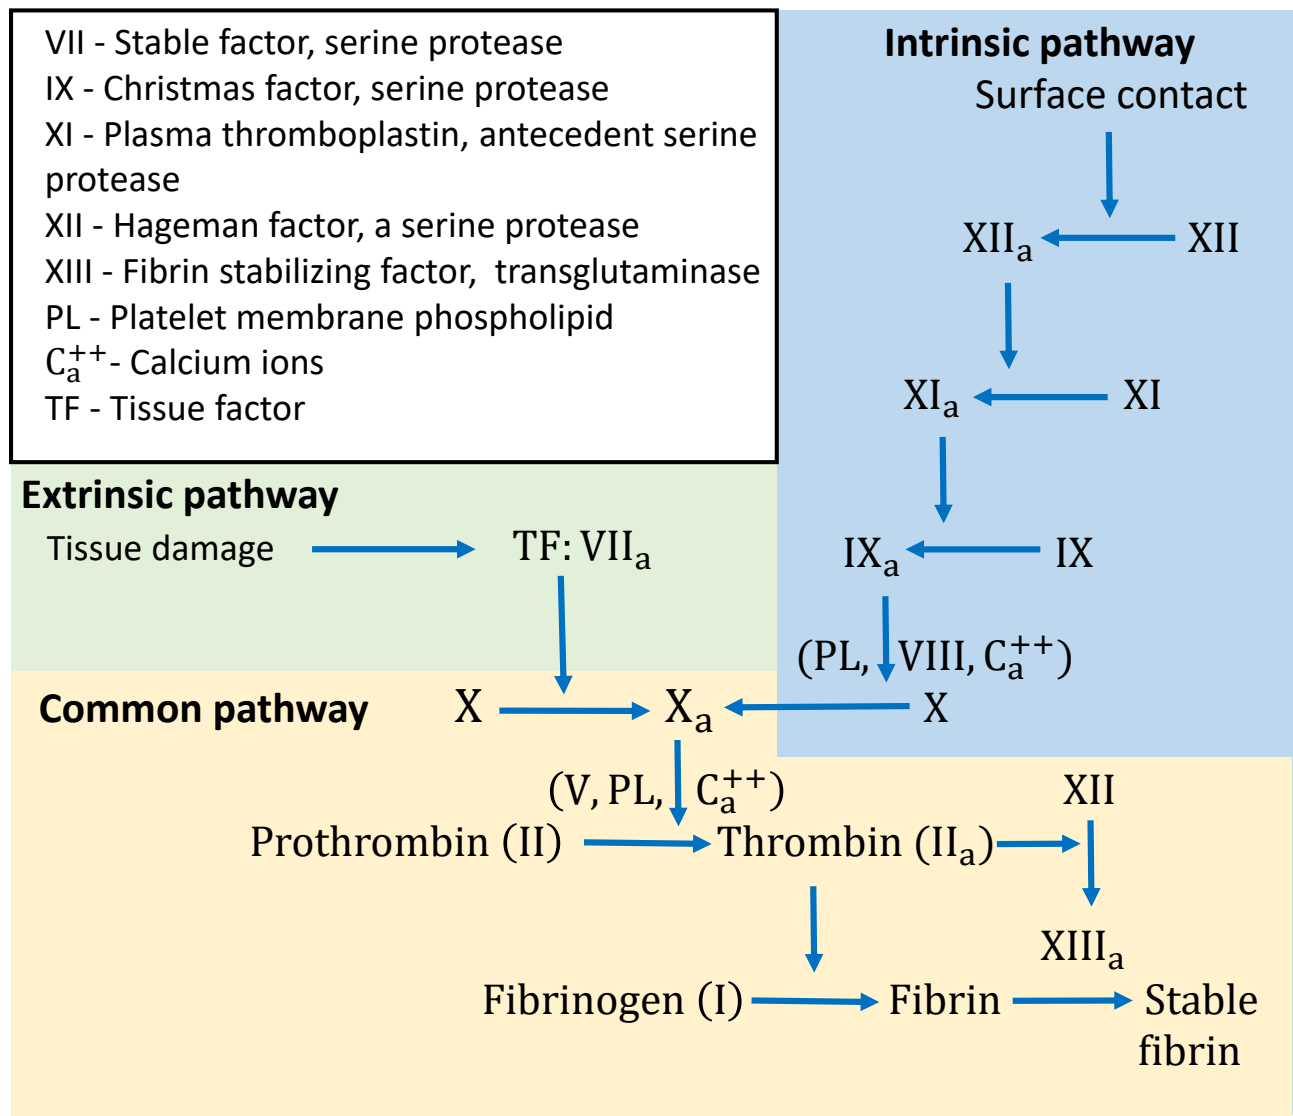 VII - Stable factor, serine protease
IX - Christmas factor, serine protease
XI - Plasma thromboplastin, antecedent serine
protease
XII - Hageman factor, a serine protease
XIII - Fibrin stabilizing factor, transglutaminase
PL - Platelet membrane phospholipid
Cₐ⁺⁺- Calcium ions
TF - Tissue factor
Intrinsic pathway
Surface contact
XIIₐ XII
XIₐ XI
IXₐ IX
(PL, VIII, Cₐ⁺⁺)
Extrinsic pathway
Tissue damage TF: VIIₐ
Common pathway X Xₐ X
(V, PL, Cₐ⁺⁺) XII
Prothrombin (II) Thrombin (IIₐ)
XIIIₐ
Fibrinogen (I) Fibrin Stable
fibrin